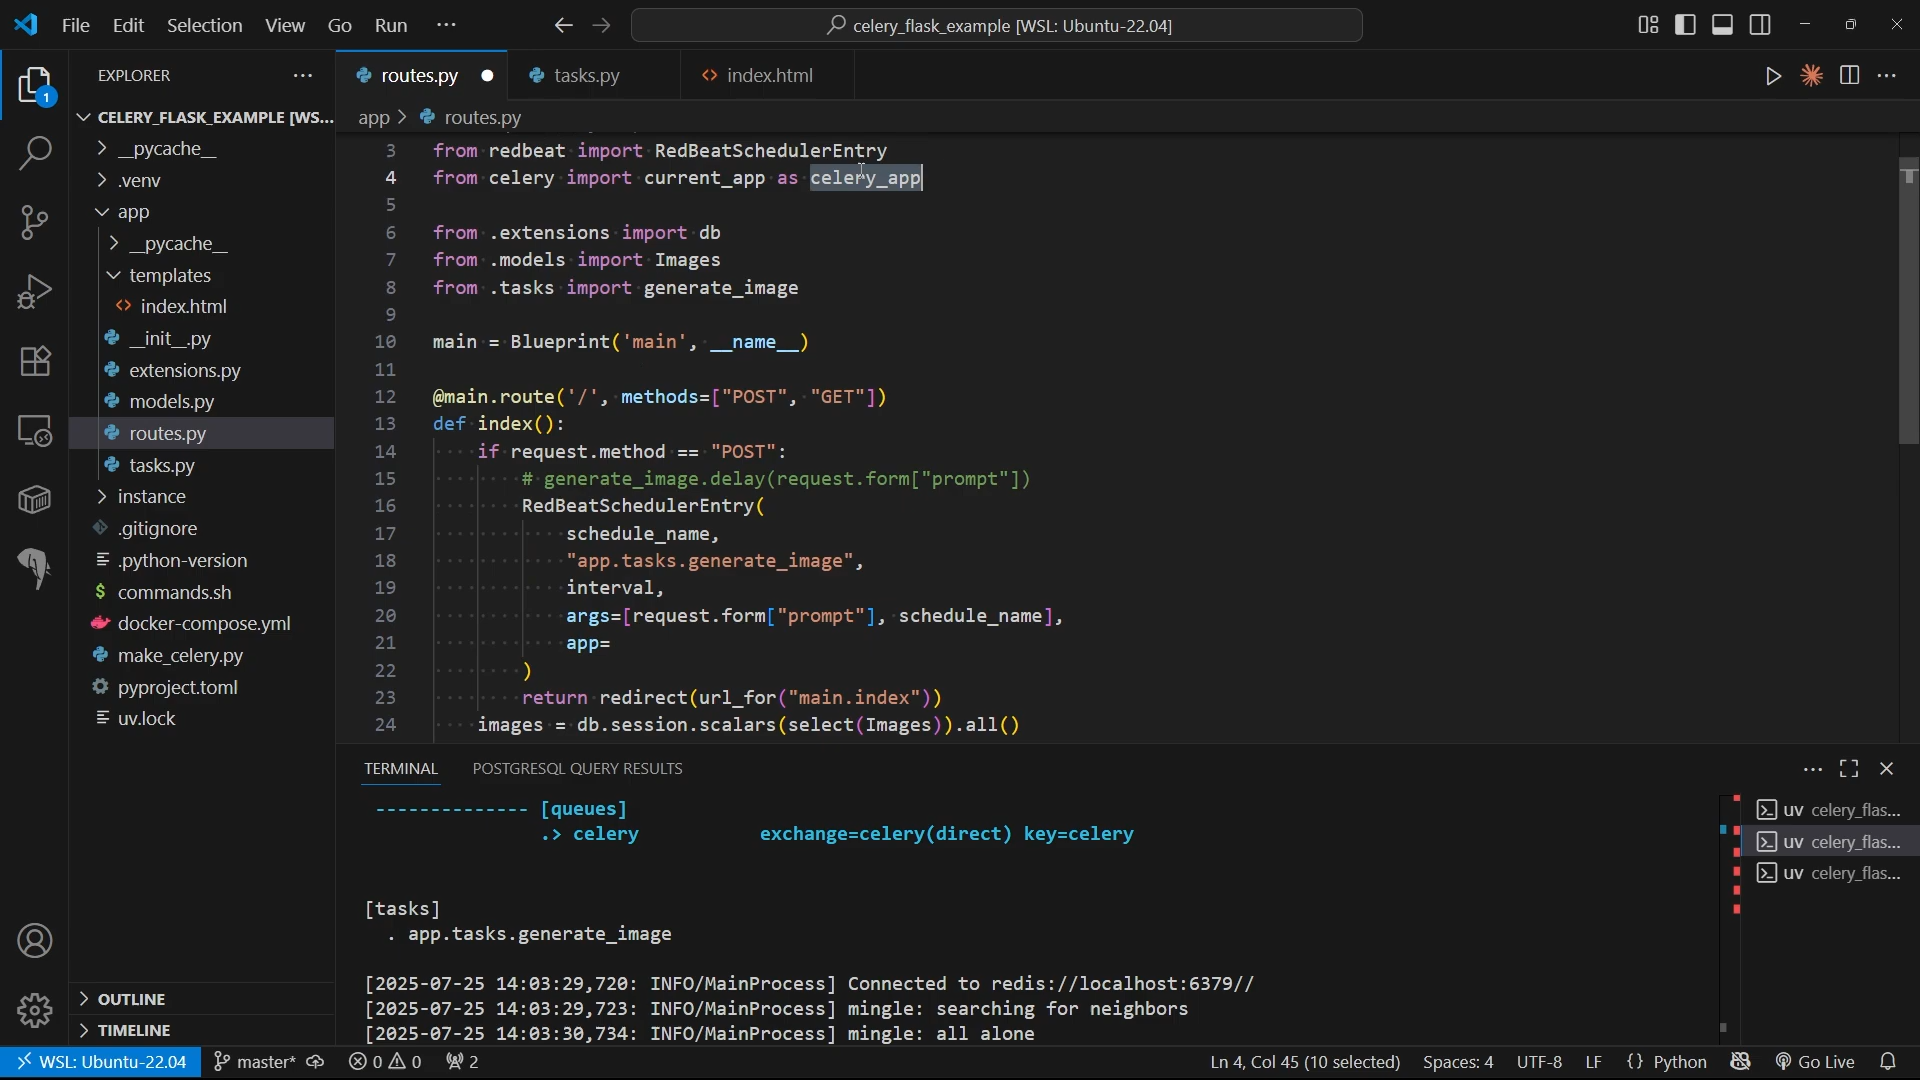 File Edit Selection View Go Run ···
celery_flask_example [WSL: Ubuntu-22.04]
EXPLORER ···
1
CELERY_FLASK_EXAMPLE [WS...
__pycache__
.venv
app
__pycache__
templates
index.html
__init__.py
extensions.py
models.py
routes.py
tasks.py
instance
.gitignore
.python-version
commands.sh
docker-compose.yml
make_celery.py
pyproject.toml
uv.lock
OUTLINE
TIMELINE
routes.py tasks.py index.html
app > routes.py
3 from redbeat import RedBeatSchedulerEntry
4 from celery import current_app as celery_app
5
6 from .extensions import db
7 from .models import Images
8 from .tasks import generate_image
9
10 main = Blueprint('main', __name__)
11
12 @main.route('/', methods=["POST", "GET"])
13 def index():
14 if request.method == "POST":
15 # generate_image.delay(request.form["prompt"])
16 RedBeatSchedulerEntry(
17 schedule_name,
18 "app.tasks.generate_image",
19 interval,
20 args=[request.form["prompt"], schedule_name],
21 app=
22 )
23 return redirect(url_for("main.index"))
24 images = db.session.scalars(select(Images)).all()
TERMINAL POSTGRESQL QUERY RESULTS
-------------- [queues]
.> celery exchange=celery(direct) key=celery
[tasks]
. app.tasks.generate_image
[2025-07-25 14:03:29,720: INFO/MainProcess] Connected to redis://localhost:6379//
[2025-07-25 14:03:29,723: INFO/MainProcess] mingle: searching for neighbors
[2025-07-25 14:03:30,734: INFO/MainProcess] mingle: all alone
uv celery_flas...
uv celery_flas...
uv celery_flas...
WSL: Ubuntu-22.04 master* 0 0 2 Ln 4, Col 45 (10 selected) Spaces: 4 UTF-8 LF {} Python Go Live